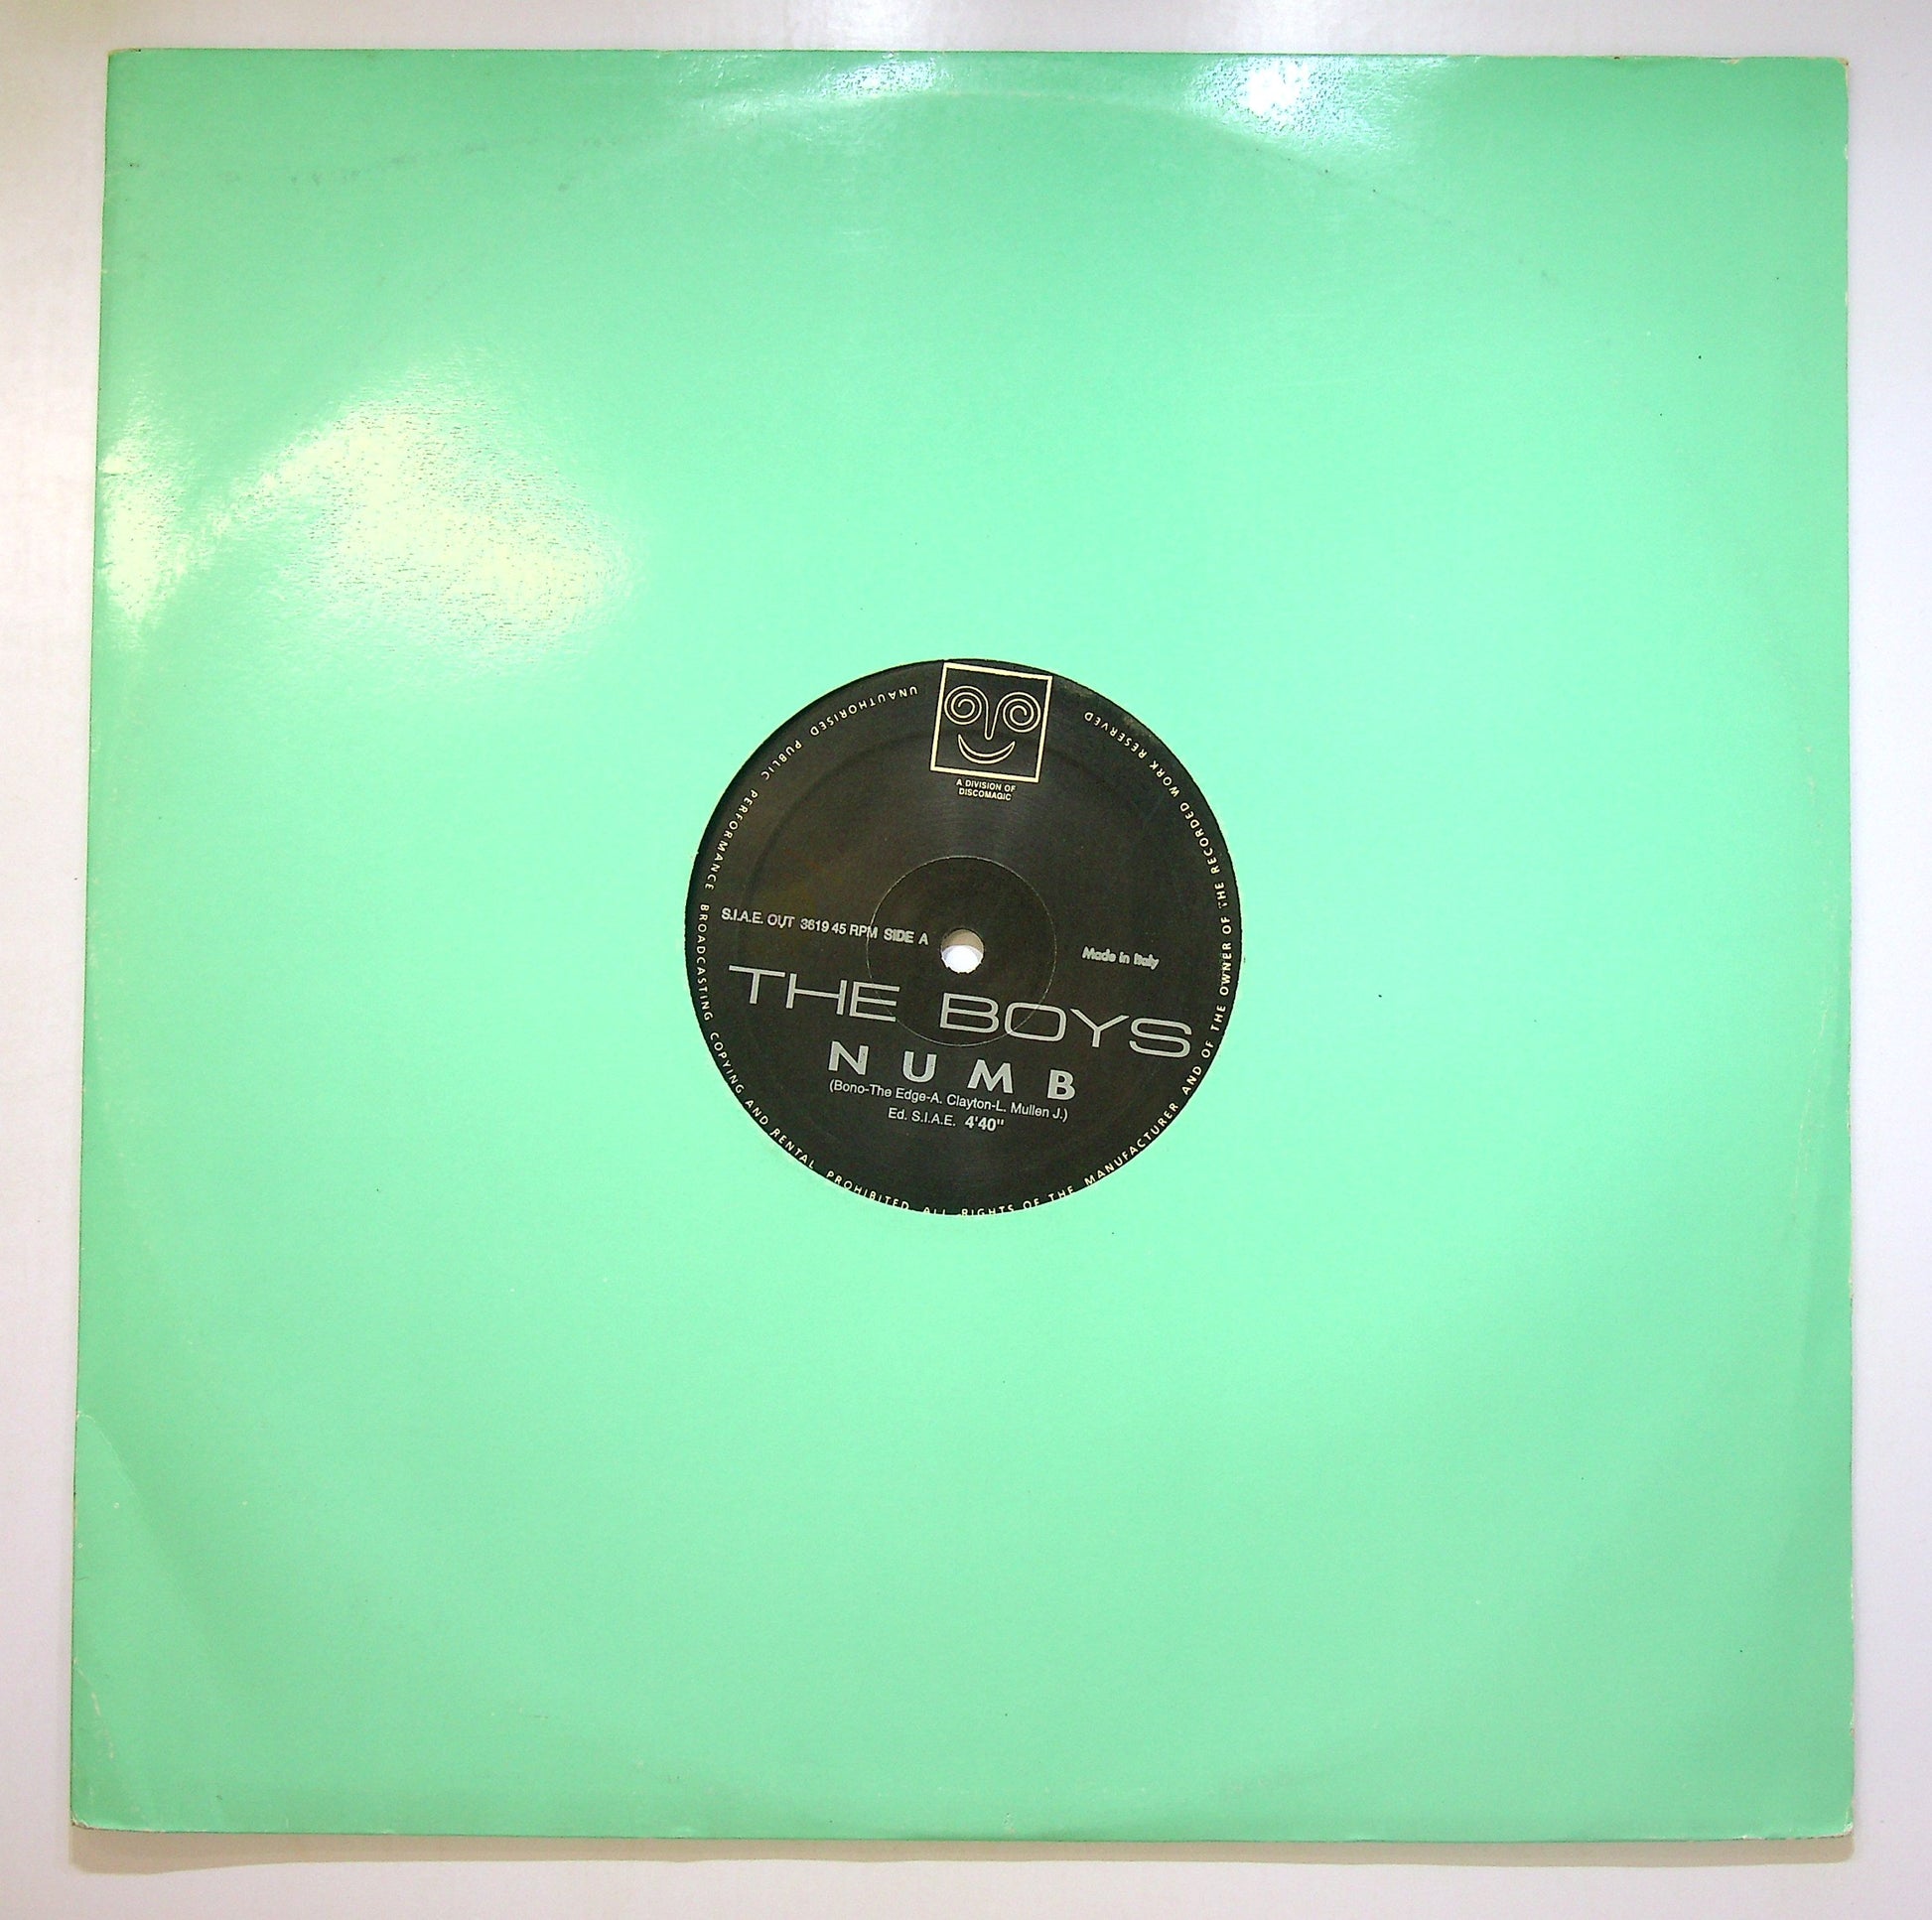 A DIVISION OF
DISCOMAGIC
S.I.A.E. OUT 3619 45 RPM SIDE A
Made in Italy
THE BOYS
NUMB
(Bono-The Edge-A. Clayton-L. Mullen J.)
Ed. S.I.A.E. 4'40"
UNAUTHORISED PUBLIC PERFORMANCE BROADCASTING COPYING AND RENTAL PROHIBITED ALL RIGHTS OF THE MANUFACTURER AND OF THE OWNER OF THE RECORDED WORK RESERVED